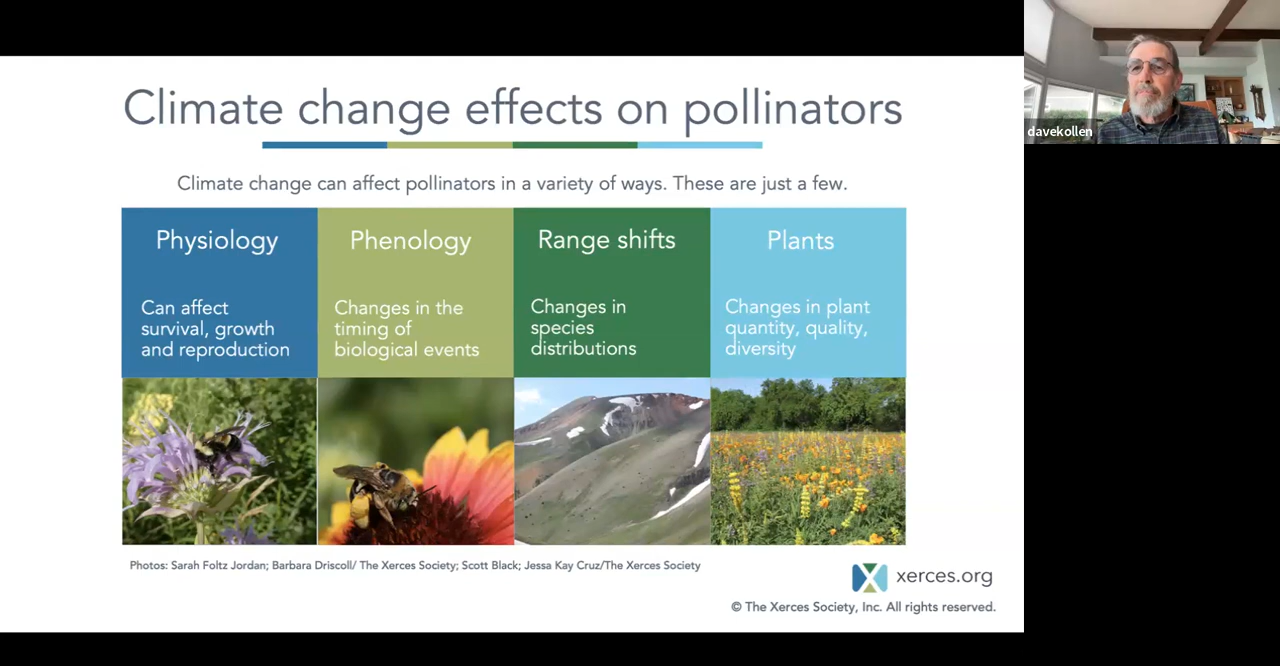 Climate change effects on pollinators
Climate change can affect pollinators in a variety of ways. These are just a few.
Physiology
Can affect
survival, growth
and reproduction
Phenology
Changes in the
timing of
biological events
Range shifts
Changes in
species
distributions
Plants
Changes in plant
quantity, quality,
diversity
Photos: Sarah Foltz Jordan; Barbara Driscoll/ The Xerces Society; Scott Black; Jessa Kay Cruz/The Xerces Society
xerces.org
© The Xerces Society, Inc. All rights reserved.
davekollen